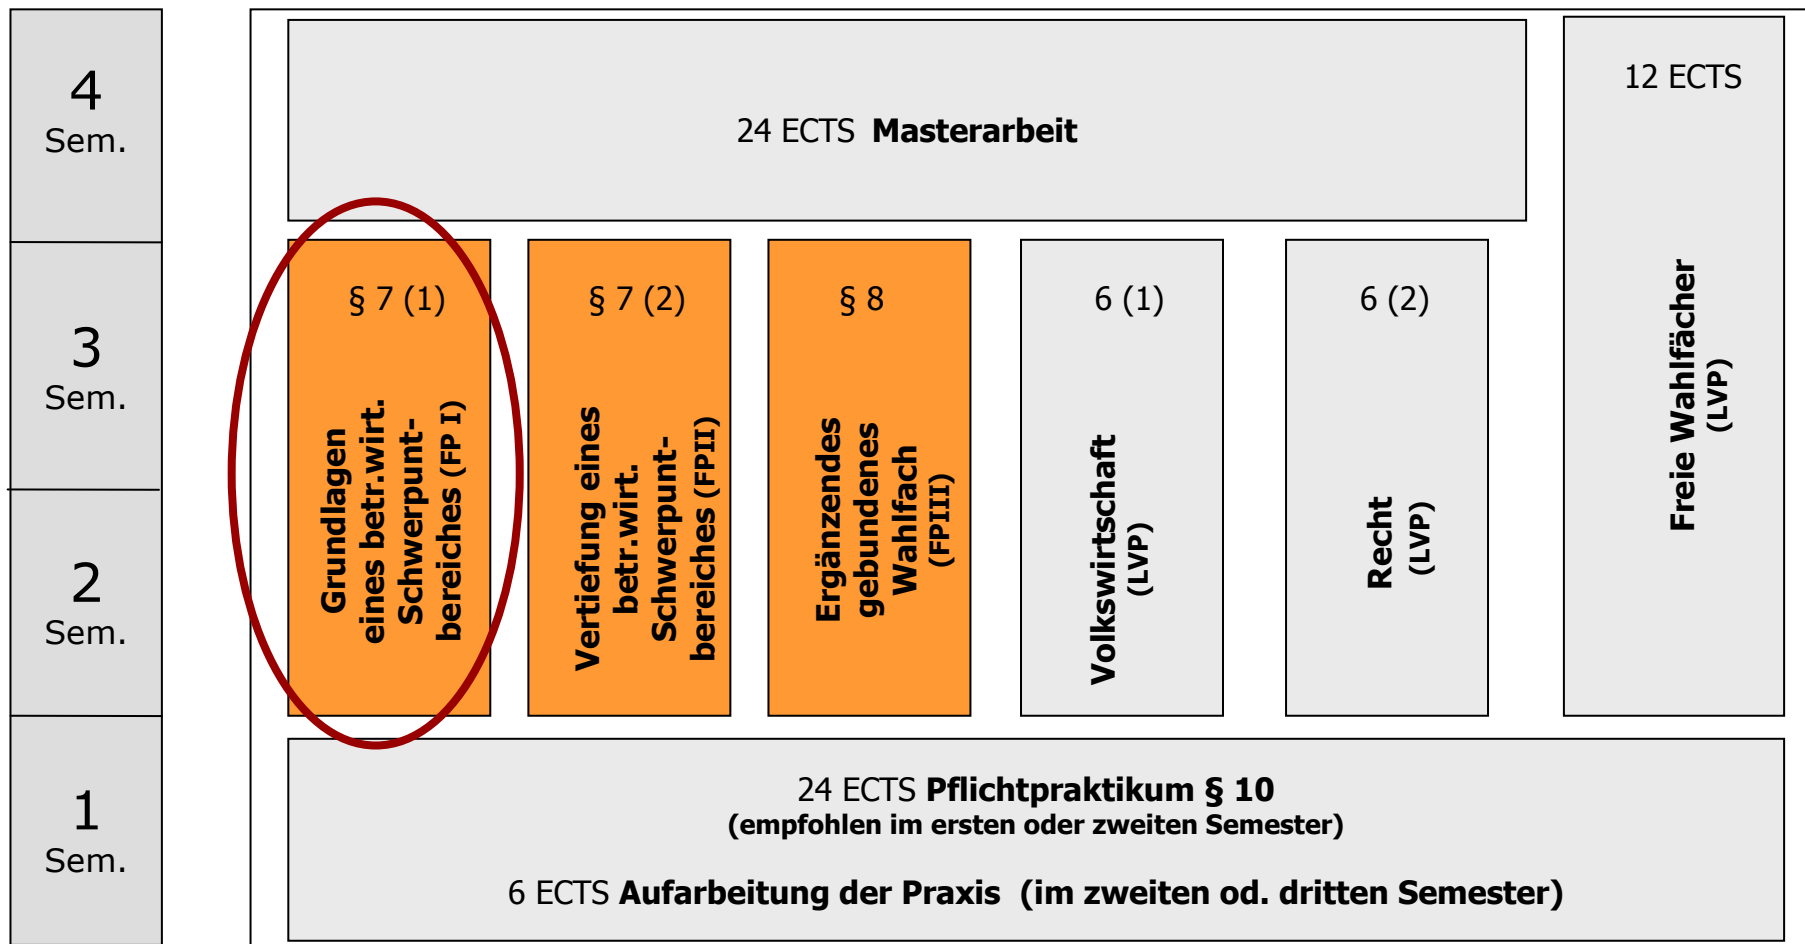 4
Sem.
24 ECTS Masterarbeit
12 ECTS
Freie Wahlfächer
(LVP)
3
Sem.
2
Sem.
§ 7 (1)
Grundlagen
eines betr.wirt.
Schwerpunt-
bereiches (FP I)
§ 7 (2)
Vertiefung eines
betr.wirt.
Schwerpunt-
bereiches (FPII)
§ 8
Ergänzendes
gebundenes
Wahlfach
(FPIII)
6 (1)
Volkswirtschaft
(LVP)
6 (2)
Recht
(LVP)
1
Sem.
24 ECTS Pflichtpraktikum § 10
(empfohlen im ersten oder zweiten Semester)
6 ECTS Aufarbeitung der Praxis (im zweiten od. dritten Semester)